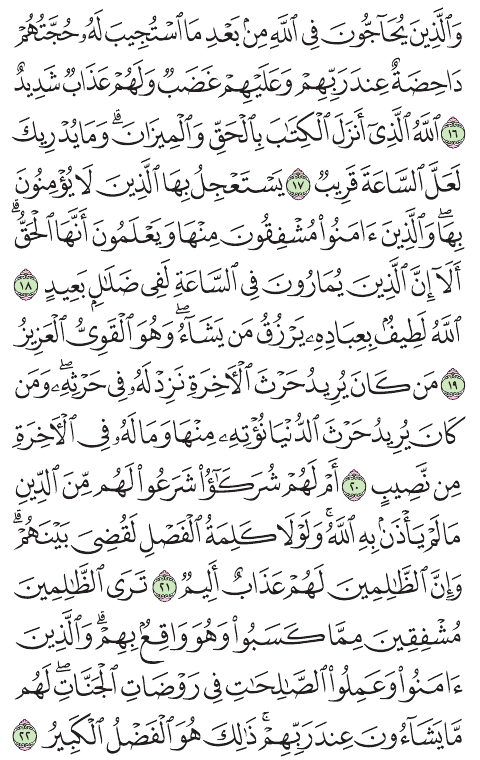 وَٱلَّذِينَ يُحَآجُّونَ فِى ٱللَّهِ مِنۢ بَعْدِ مَا ٱسْتُجِيبَ لَهُۥ حُجَّتُهُمْ
دَاحِضَةٌ عِندَ رَبِّهِمْ وَعَلَيْهِمْ غَضَبٌ وَلَهُمْ عَذَابٌ شَدِيدٌ
١٦ ٱللَّهُ ٱلَّذِىٓ أَنزَلَ ٱلْكِتَٰبَ بِٱلْحَقِّ وَٱلْمِيزَانَ ۗ وَمَا يُدْرِيكَ
لَعَلَّ ٱلسَّاعَةَ قَرِيبٌ ١٧ يَسْتَعْجِلُ بِهَا ٱلَّذِينَ لَا يُؤْمِنُونَ
بِهَا ۖ وَٱلَّذِينَ ءَامَنُوا۟ مُشْفِقُونَ مِنْهَا وَيَعْلَمُونَ أَنَّهَا ٱلْحَقُّ ۗ
أَلَآ إِنَّ ٱلَّذِينَ يُمَارُونَ فِى ٱلسَّاعَةِ لَفِى ضَلَٰلٍۭ بَعِيدٍ ١٨
ٱللَّهُ لَطِيفٌۢ بِعِبَادِهِۦ يَرْزُقُ مَن يَشَآءُ ۖ وَهُوَ ٱلْقَوِىُّ ٱلْعَزِيزُ
١٩ مَن كَانَ يُرِيدُ حَرْثَ ٱلْءَاخِرَةِ نَزِدْ لَهُۥ فِى حَرْثِهِۦ ۖ وَمَن
كَانَ يُرِيدُ حَرْثَ ٱلدُّنْيَا نُؤْتِهِۦ مِنْهَا وَمَا لَهُۥ فِى ٱلْءَاخِرَةِ
مِن نَّصِيبٍ ٢٠ أَمْ لَهُمْ شُرَكَٰٓؤُا۟ شَرَعُوا۟ لَهُم مِّنَ ٱلدِّينِ
مَا لَمْ يَأْذَنۢ بِهِ ٱللَّهُ ۚ وَلَوْلَا كَلِمَةُ ٱلْفَصْلِ لَقُضِىَ بَيْنَهُمْ ۗ
وَإِنَّ ٱلظَّٰلِمِينَ لَهُمْ عَذَابٌ أَلِيمٌ ٢١ تَرَى ٱلظَّٰلِمِينَ
مُشْفِقِينَ مِمَّا كَسَبُوا۟ وَهُوَ وَاقِعٌۢ بِهِمْ ۗ وَٱلَّذِينَ
ءَامَنُوا۟ وَعَمِلُوا۟ ٱلصَّٰلِحَٰتِ فِى رَوْضَاتِ ٱلْجَنَّاتِ ۖ لَهُم
مَّا يَشَآءُونَ عِندَ رَبِّهِمْ ۚ ذَٰلِكَ هُوَ ٱلْفَضْلُ ٱلْكَبِيرُ ٢٢